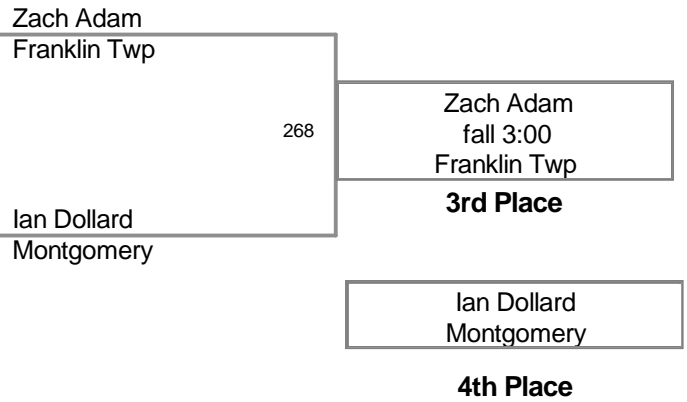 Zach Adam
Franklin Twp
268
Zach Adam
fall 3:00
Franklin Twp
3rd Place
Ian Dollard
Montgomery
Ian Dollard
Montgomery
4th Place